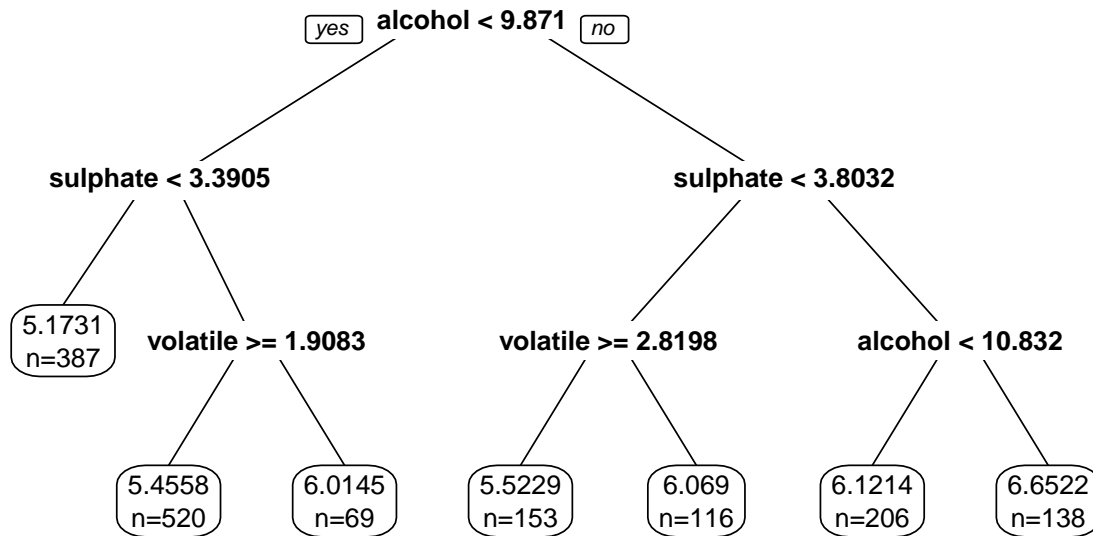 yes
alcohol < 9.871
no
sulphate < 3.3905
sulphate < 3.8032
5.1731
n=387
volatile >= 1.9083
volatile >= 2.8198
alcohol < 10.832
5.4558
n=520
6.0145
n=69
5.5229
n=153
6.069
n=116
6.1214
n=206
6.6522
n=138